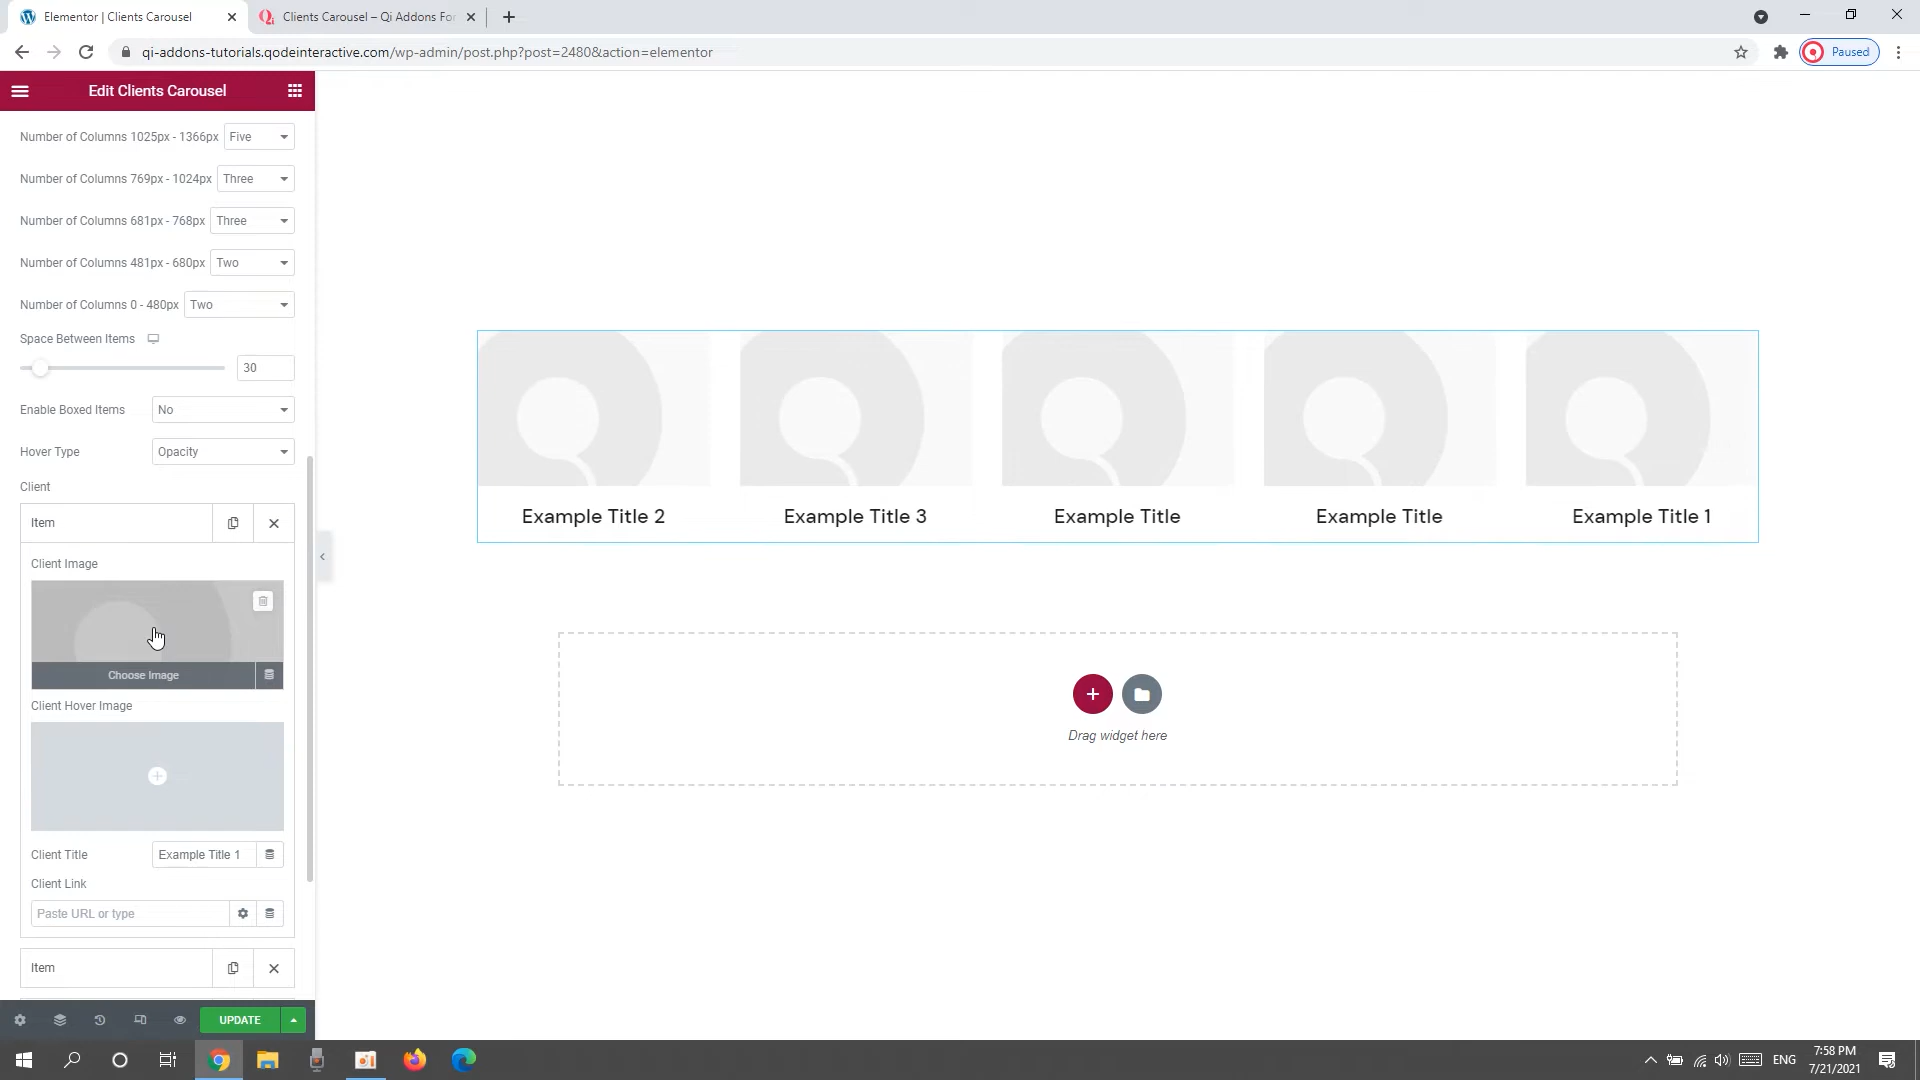 Elementor | Clients Carousel
Clients Carousel – Qi Addons For
qi-addons-tutorials.qodeinteractive.com/wp-admin/post.php?post=2480&action=elementor
Paused
Edit Clients Carousel
Number of Columns 1025px - 1366px Five
Number of Columns 769px - 1024px Three
Number of Columns 681px - 768px Three
Number of Columns 481px - 680px Two
Number of Columns 0 - 480px Two
Space Between Items
30
Enable Boxed Items No
Hover Type Opacity
Client
Item
Client Image
Choose Image
Client Hover Image
Client Title Example Title 1
Client Link
Paste URL or type
Item
UPDATE
Example Title 2
Example Title 3
Example Title
Example Title
Example Title 1
Drag widget here
ENG
7:58 PM
7/21/2021